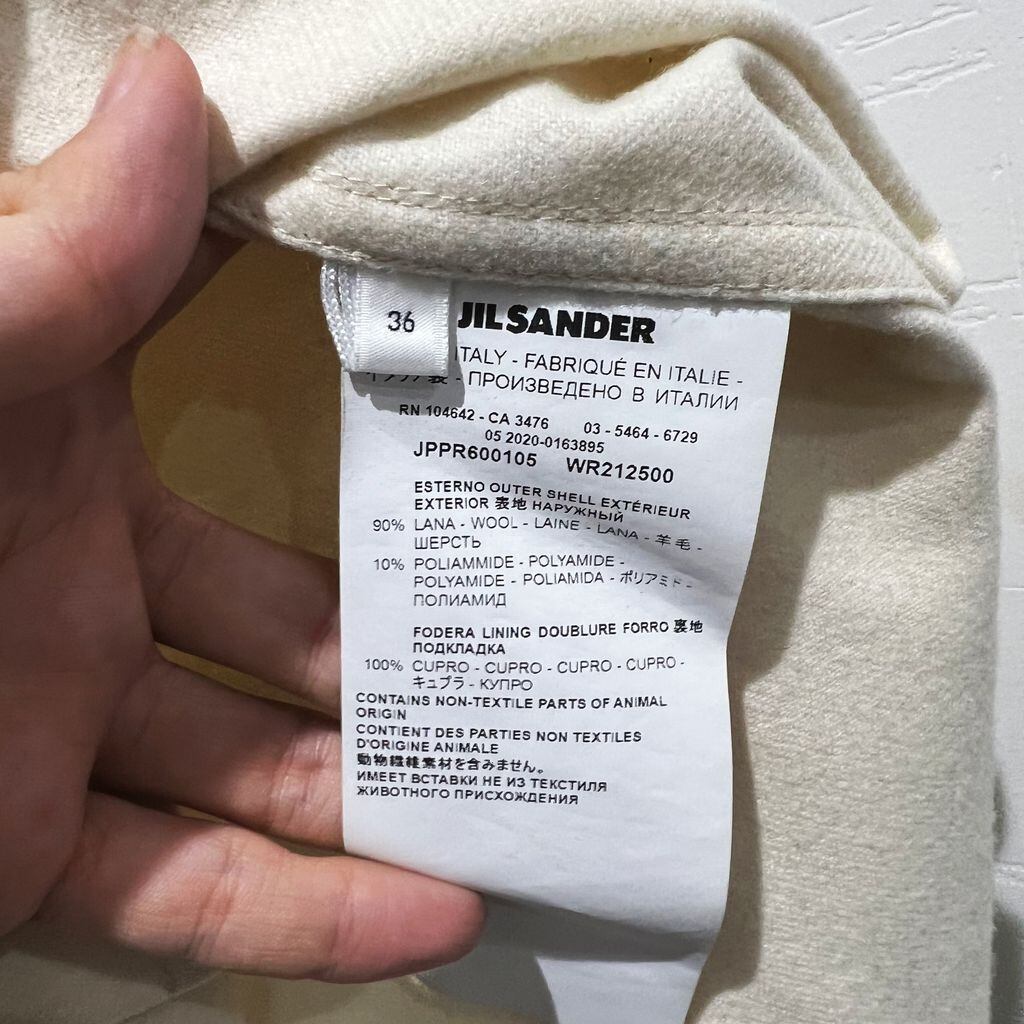 36
JIL SANDER
ITALY - FABRIQUÉ EN ITALIE -
イタリア製 - ПРОИЗВЕДЕНО В ИТАЛИИ
RN 104642 - CA 3476 03 - 5464 - 6729
05 2020-0163895
JPPR600105 WR212500
ESTERNO OUTER SHELL EXTÉRIEUR
EXTERIOR 表地 НАРУЖНЫЙ
90% LANA - WOOL - LAINE - LANA - 羊毛 -
ШЕРСТЬ
10% POLIAMMIDE - POLYAMIDE -
POLYAMIDE - POLIAMIDA - ポリアミド -
ПОЛИАМИД
FODERA LINING DOUBLURE FORRO 裏地
ПОДКЛАДКА
100% CUPRO - CUPRO - CUPRO - CUPRO -
キュプラ - КУПРО
CONTAINS NON-TEXTILE PARTS OF ANIMAL
ORIGIN
CONTIENT DES PARTIES NON TEXTILES
D'ORIGINE ANIMALE
動物繊維素材を含みません。
ИМЕЕТ ВСТАВКИ НЕ ИЗ ТЕКСТИЛЯ
ЖИВОТНОГО ПРИСХОЖДЕНИЯ